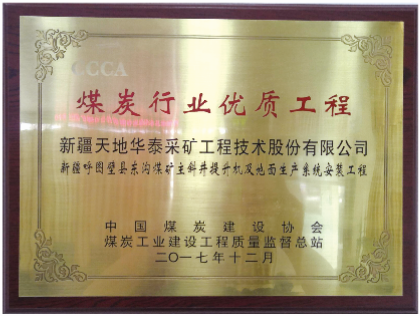 CCCA
煤炭行业优质工程
新疆天地华泰采矿工程技术股份有限公司
新疆呼图壁县东沟煤矿主斜井提升机及地面生产系统安装工程
中国煤炭建设协会
煤炭工业建设工程质量监督总站
二〇一七年十二月